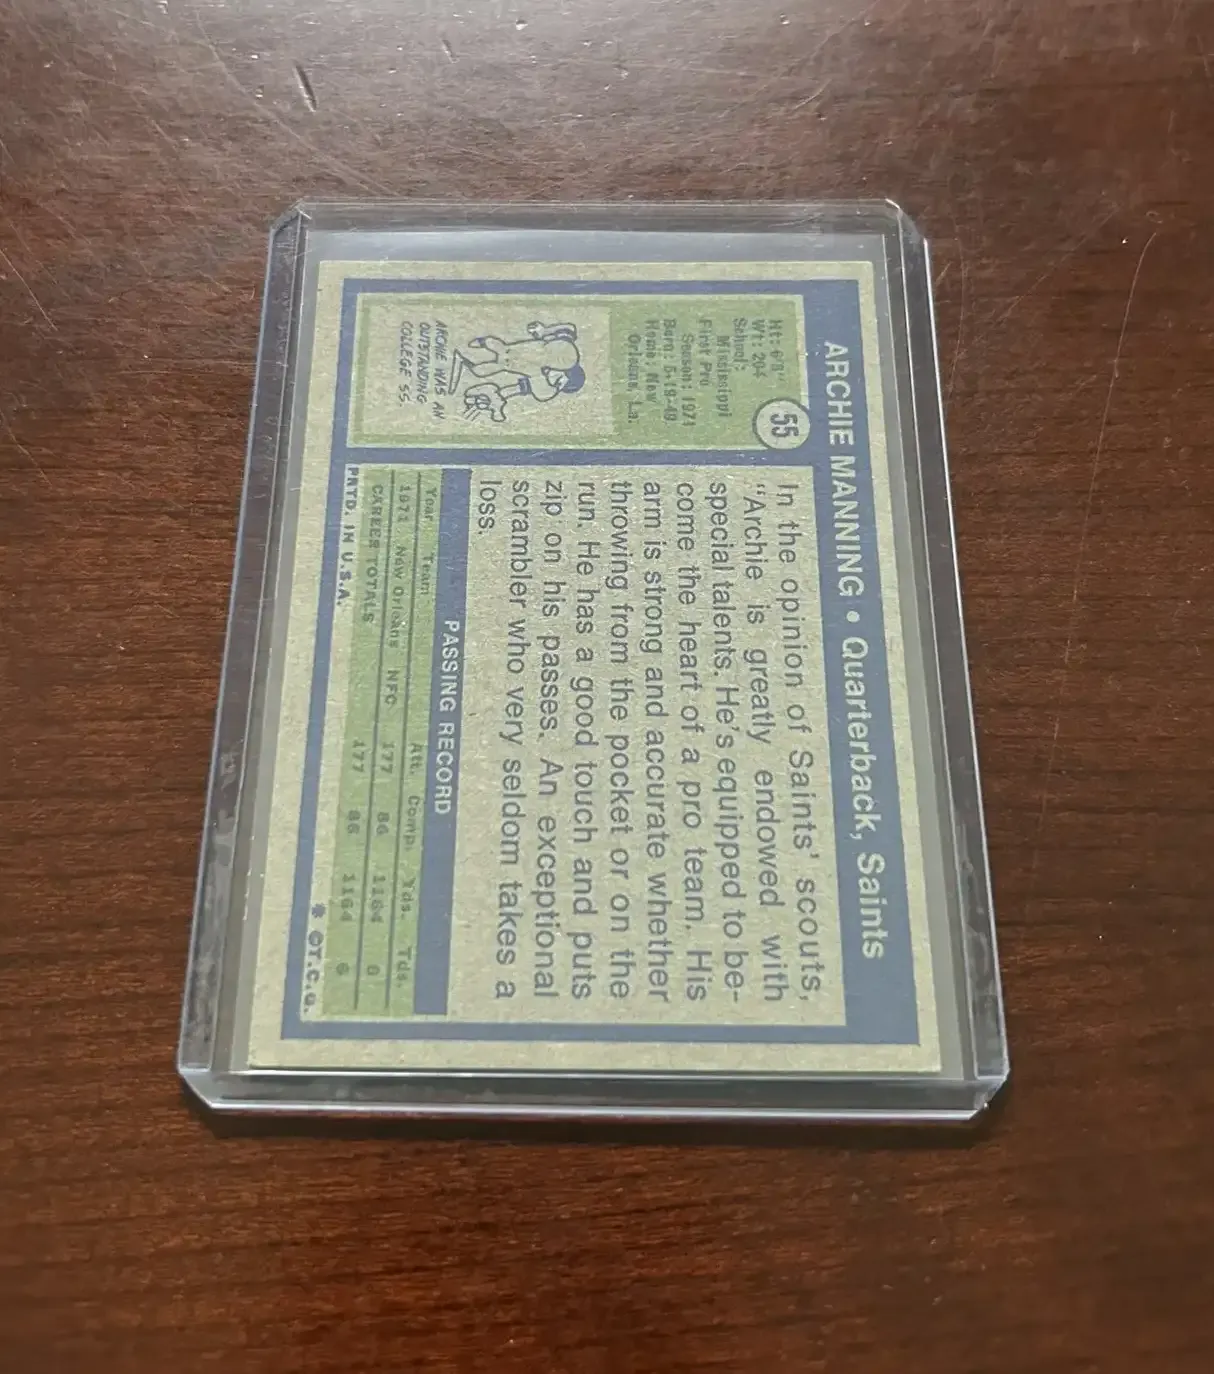 ARCHIE MANNING • Quarterback, Saints
55
Wt: 204
School:
Mississippi
First Pro
Season: 1971
Born: 5-19-49
Home: New
Orleans, La.
ARCHIE WAS AN
OUTSTANDING
COLLEGE SS.
In the opinion of Saints' scouts,
"Archie is greatly endowed with
special talents. He's equipped to be-
come the heart of a pro team. His
arm is strong and accurate whether
throwing from the pocket or on the
run. He has a good touch and puts
zip on his passes. An exceptional
scrambler who very seldom takes a
loss.
PASSING RECORD
Year Team Att. Comp. Yds. Tds.
1971 New Orleans NFC 177 86 1164 6
CAREER TOTALS 177 86 1164 6
PRTD. IN U.S.A.
* ©T.C.G.